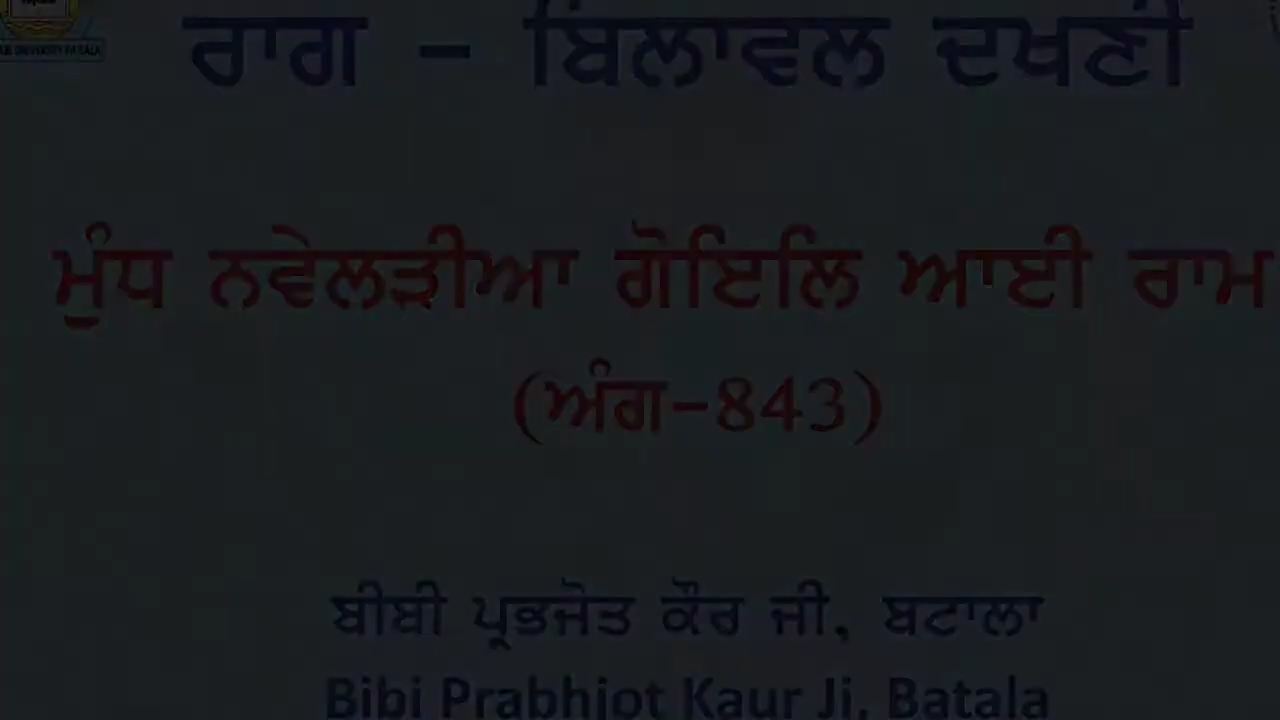 ਰਾਗ - ਬਿਲਾਵਲ ਦਖਣੀ
ਮੁੰਧ ਨਵੇਲੜੀਆ ਗੋਇਲਿ ਆਈ ਰਾਮ
(ਅੰਗ-843)
ਬੀਬੀ ਪ੍ਰਭਜੋਤ ਕੌਰ ਜੀ, ਬਟਾਲਾ
Bibi Prabhjot Kaur Ji, Batala